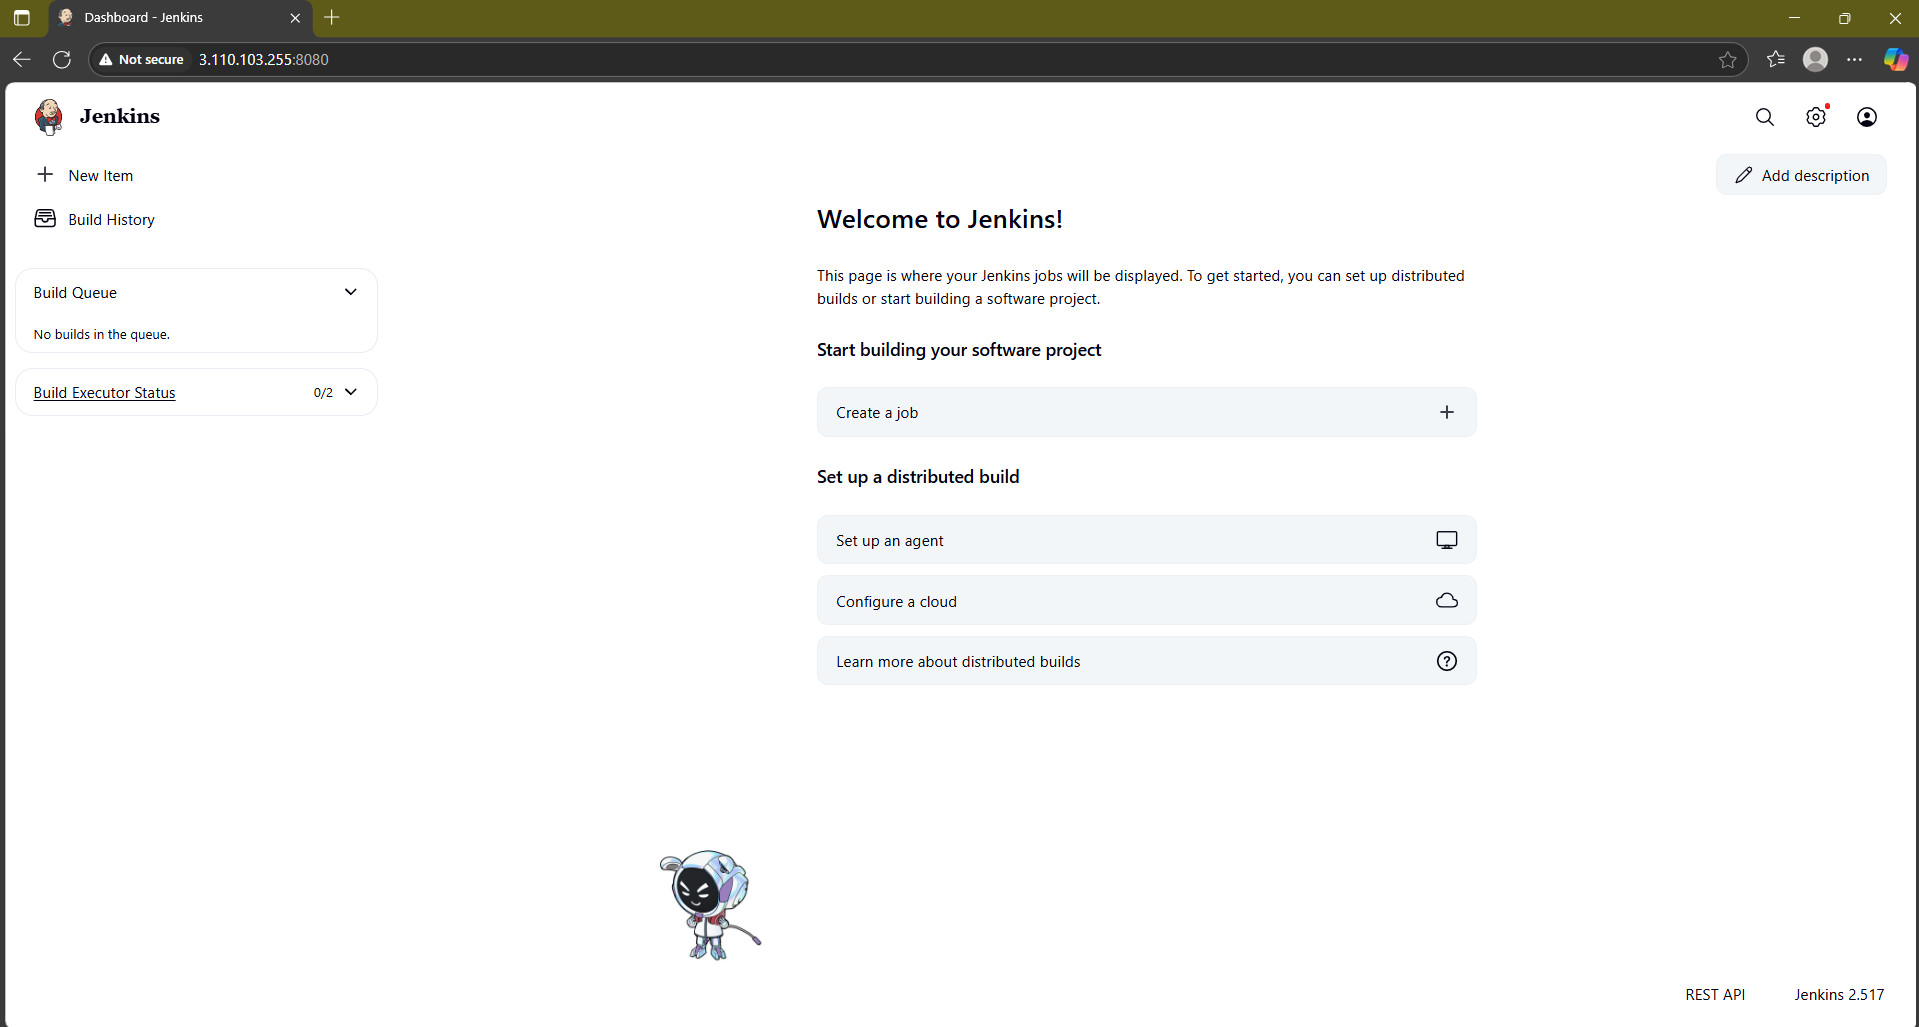 Dashboard - Jenkins
Not secure 3.110.103.255:8080
Jenkins
New Item
Add description
Build History
Build Queue
No builds in the queue.
Build Executor Status 0/2
Welcome to Jenkins!
This page is where your Jenkins jobs will be displayed. To get started, you can set up distributed
builds or start building a software project.
Start building your software project
Create a job
Set up a distributed build
Set up an agent
Configure a cloud
Learn more about distributed builds
REST API Jenkins 2.517